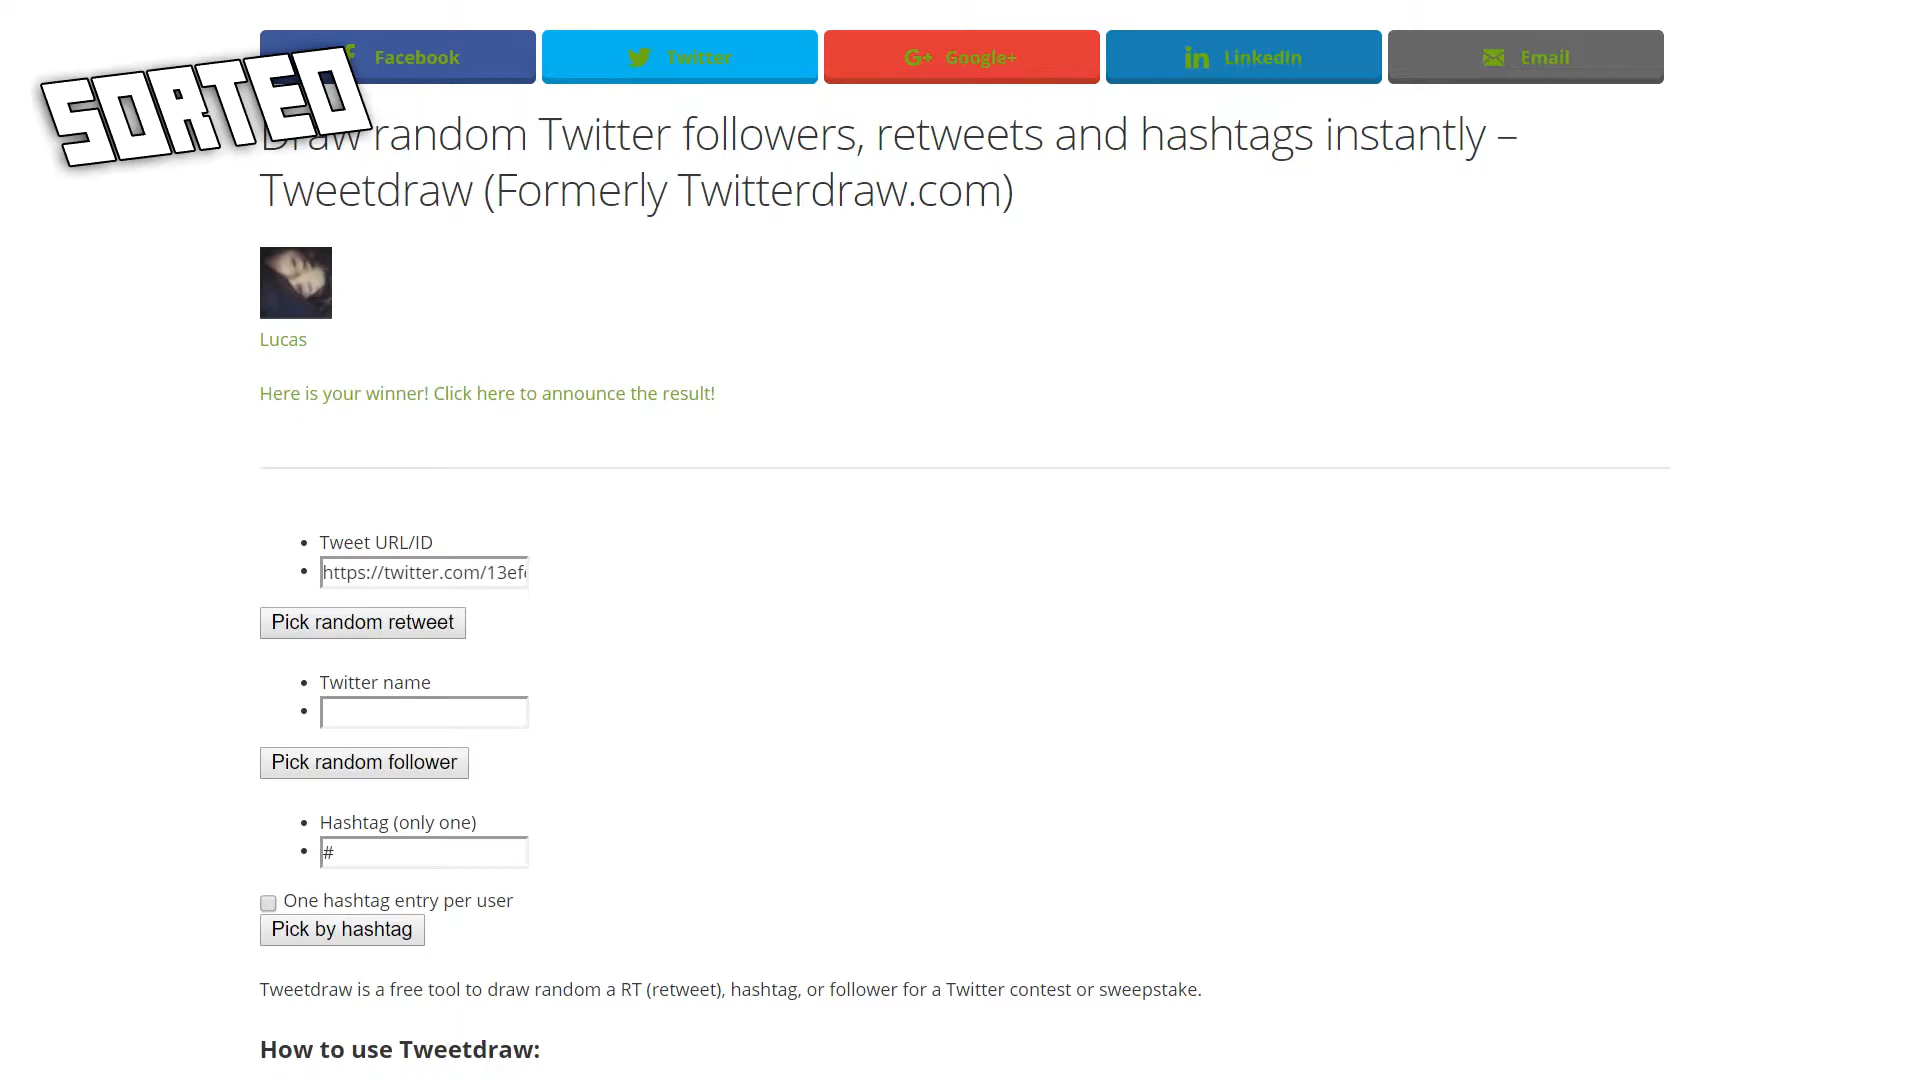 Facebook
Twitter
Google+
LinkedIn
Email
SORTED
Draw random Twitter followers, retweets and hashtags instantly –
Tweetdraw (Formerly Twitterdraw.com)
Lucas
Here is your winner! Click here to announce the result!
Tweet URL/ID
https://twitter.com/13ef
Pick random retweet
Twitter name
Pick random follower
Hashtag (only one)
#
One hashtag entry per user
Pick by hashtag
Tweetdraw is a free tool to draw random a RT (retweet), hashtag, or follower for a Twitter contest or sweepstake.
How to use Tweetdraw: